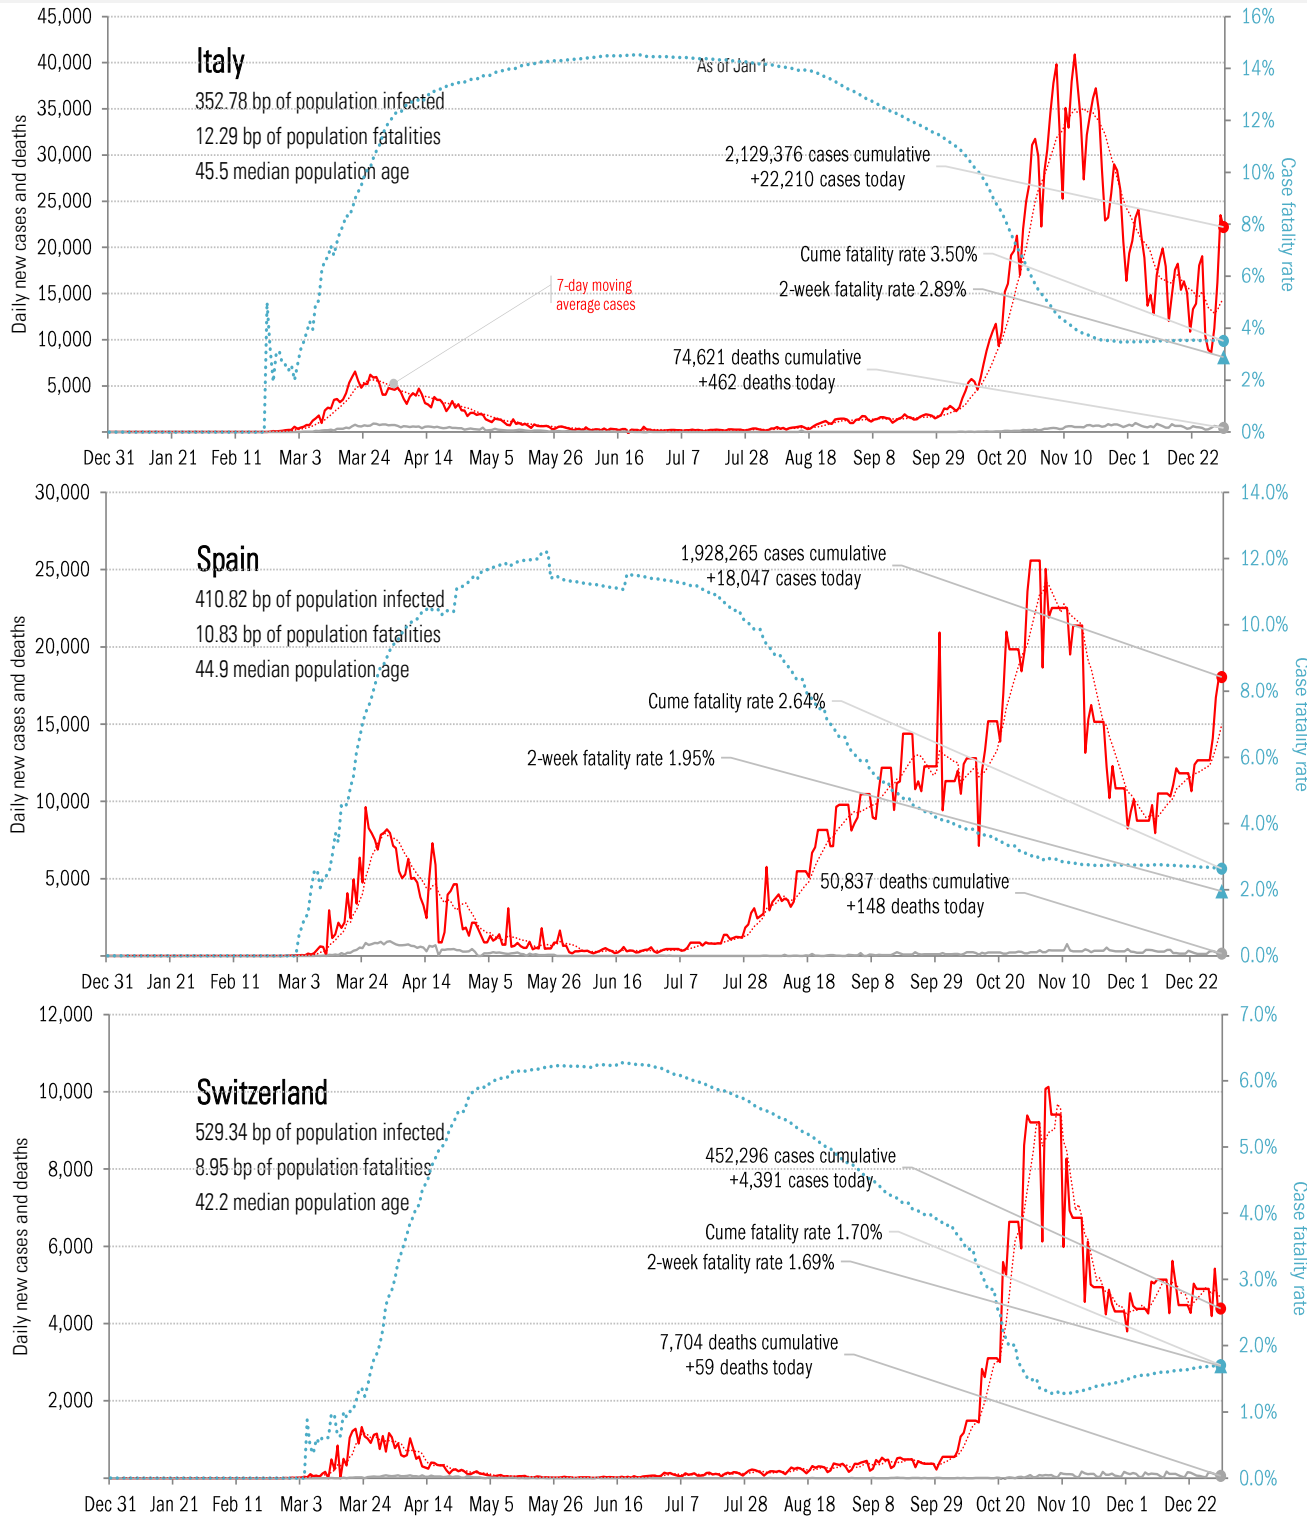 45,000
40,000
35,000
30,000
25,000
20,000
15,000
10,000
5,000
Daily new cases and deaths
16%
14%
12%
10%
8%
6%
4%
2%
0%
Case fatality rate
Italy
352.78 bp of population infected
12.29 bp of population fatalities
45.5 median population age
As of Jan 1
2,129,376 cases cumulative
+22,210 cases today
Cume fatality rate 3.50%
2-week fatality rate 2.89%
7-day moving
average cases
74,621 deaths cumulative
+462 deaths today
Dec 31 Jan 21 Feb 11 Mar 3 Mar 24 Apr 14 May 5 May 26 Jun 16 Jul 7 Jul 28 Aug 18 Sep 8 Sep 29 Oct 20 Nov 10 Dec 1 Dec 22
30,000
25,000
20,000
15,000
10,000
5,000
Daily new cases and deaths
14.0%
12.0%
10.0%
8.0%
6.0%
4.0%
2.0%
0.0%
Case fatality rate
Spain
410.82 bp of population infected
10.83 bp of population fatalities
44.9 median population age
1,928,265 cases cumulative
+18,047 cases today
Cume fatality rate 2.64%
2-week fatality rate 1.95%
50,837 deaths cumulative
+148 deaths today
Dec 31 Jan 21 Feb 11 Mar 3 Mar 24 Apr 14 May 5 May 26 Jun 16 Jul 7 Jul 28 Aug 18 Sep 8 Sep 29 Oct 20 Nov 10 Dec 1 Dec 22
12,000
10,000
8,000
6,000
4,000
2,000
Daily new cases and deaths
7.0%
6.0%
5.0%
4.0%
3.0%
2.0%
1.0%
0.0%
Case fatality rate
Switzerland
529.34 bp of population infected
8.95 bp of population fatalities
42.2 median population age
452,296 cases cumulative
+4,391 cases today
Cume fatality rate 1.70%
2-week fatality rate 1.69%
7,704 deaths cumulative
+59 deaths today
Dec 31 Jan 21 Feb 11 Mar 3 Mar 24 Apr 14 May 5 May 26 Jun 16 Jul 7 Jul 28 Aug 18 Sep 8 Sep 29 Oct 20 Nov 10 Dec 1 Dec 22